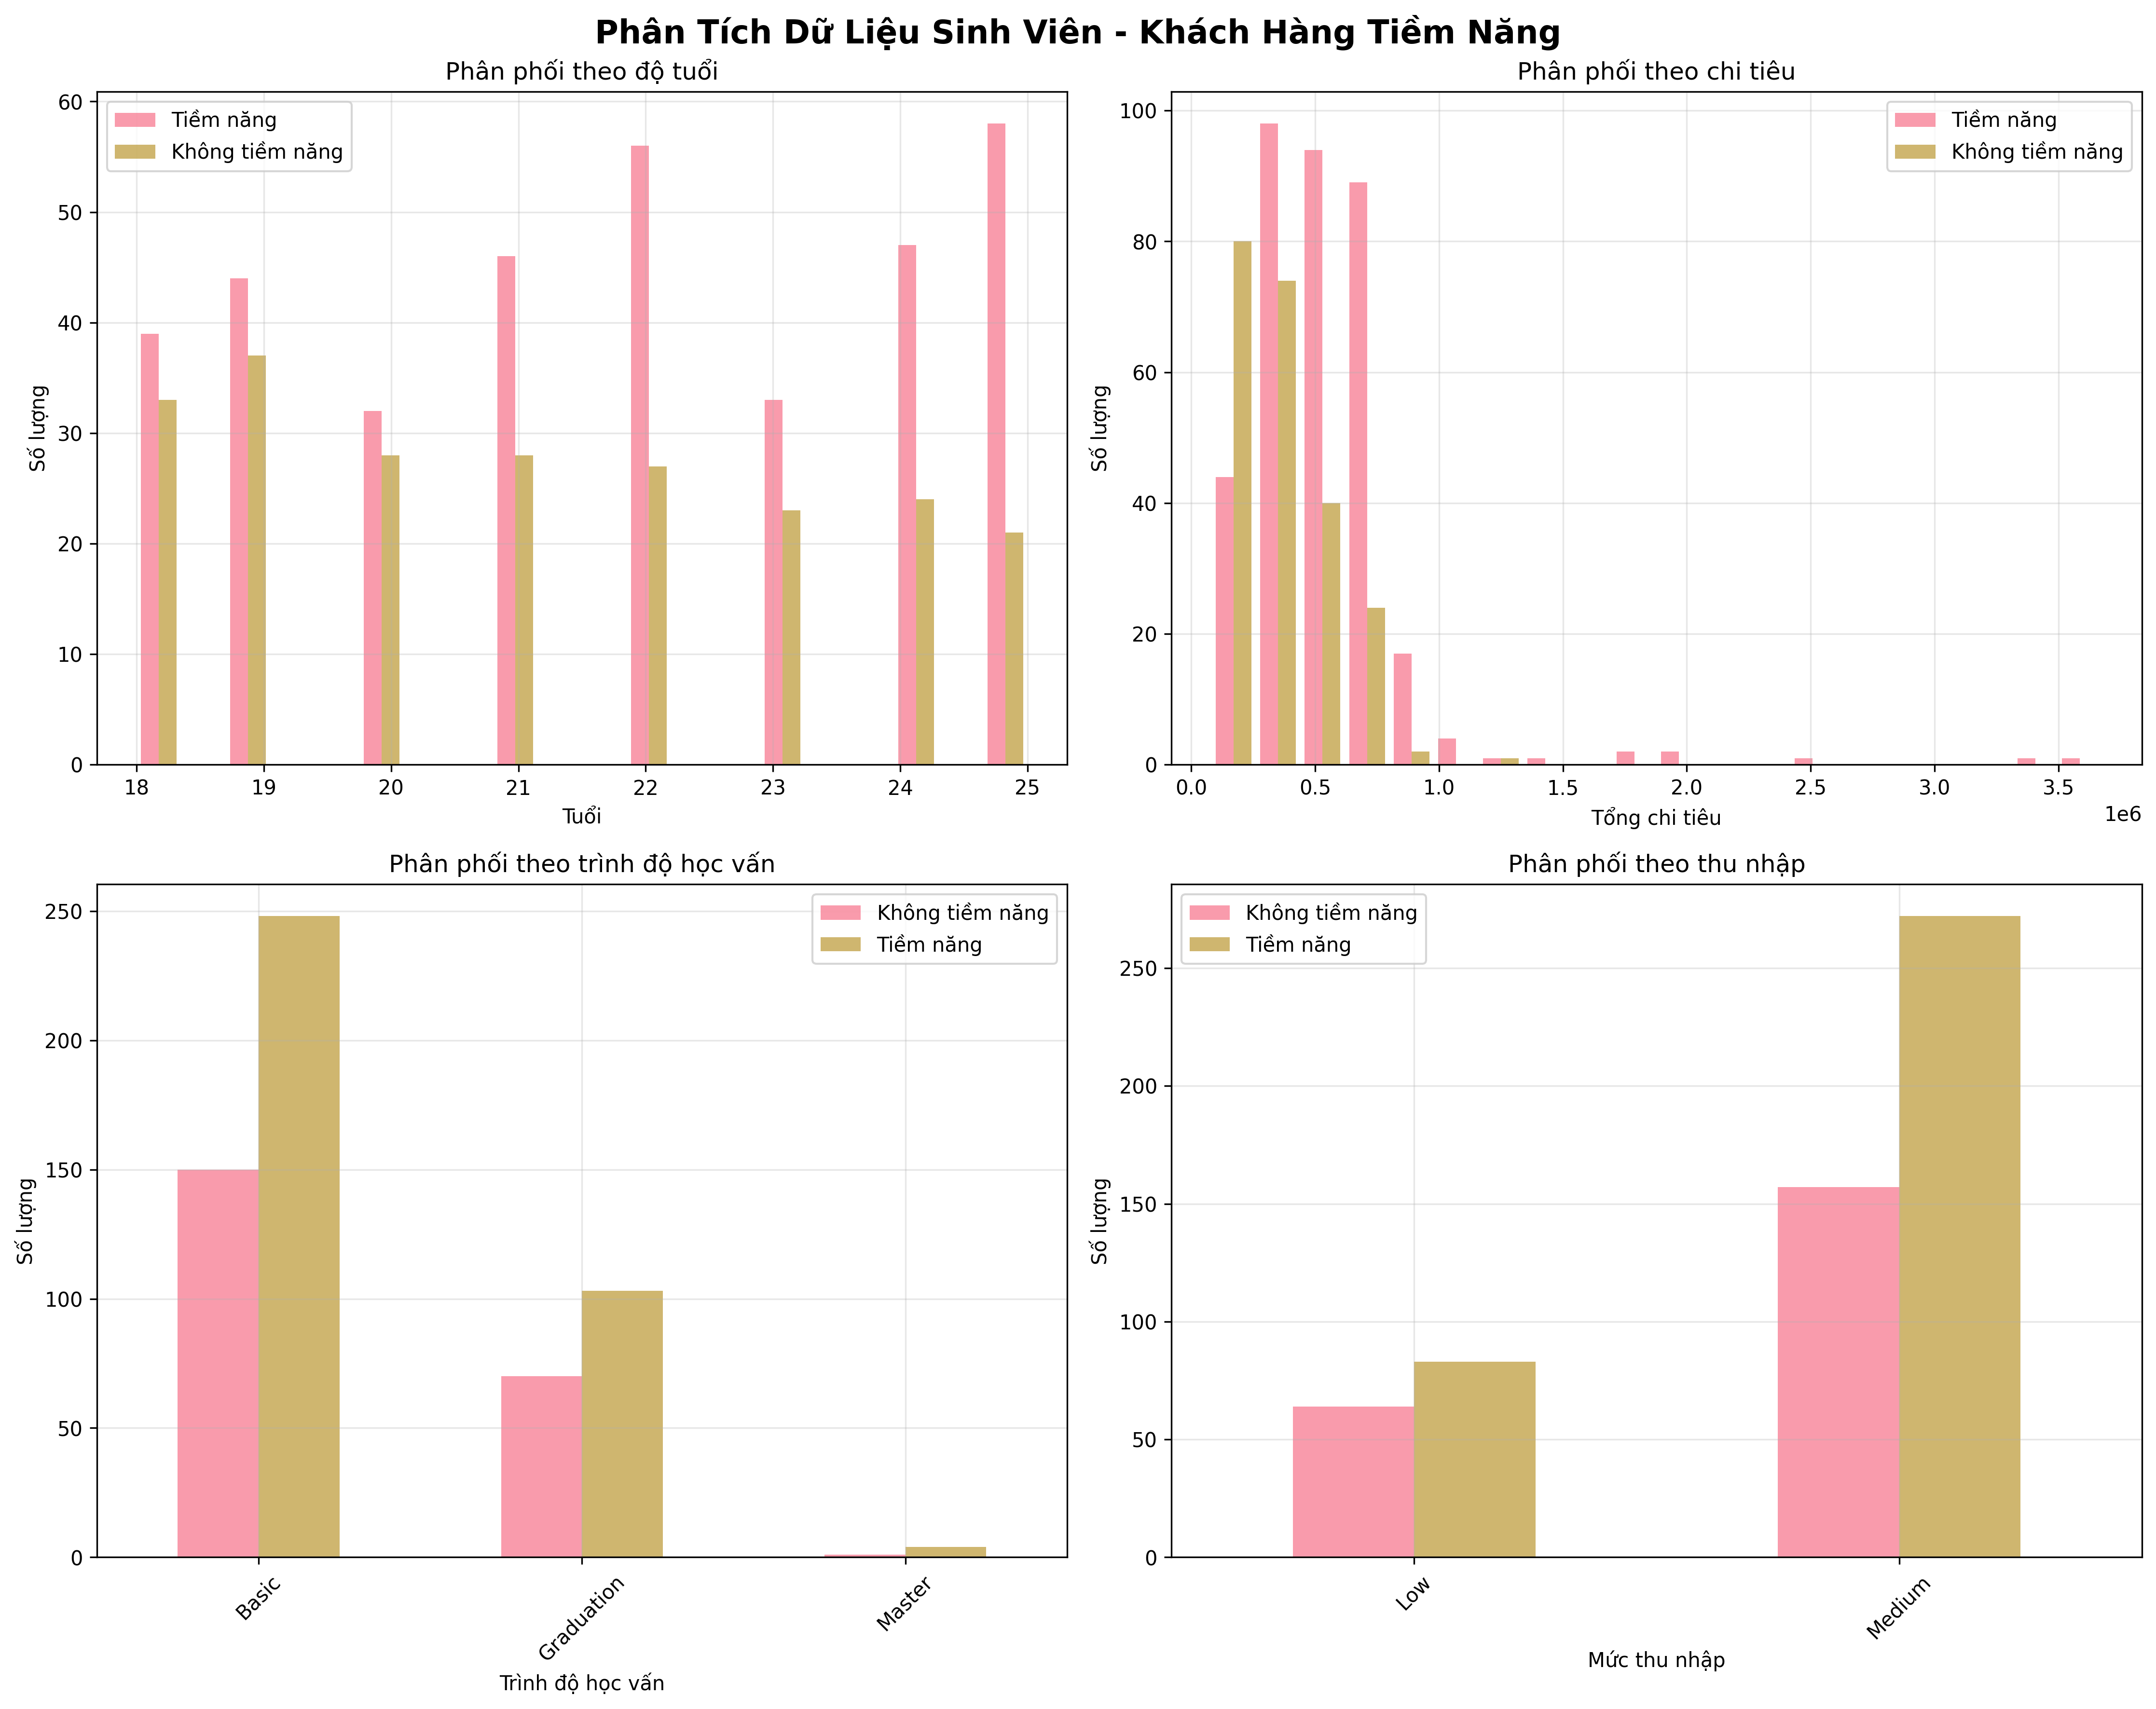 Phân Tích Dữ Liệu Sinh Viên - Khách Hàng Tiềm Năng
Phân phối theo độ tuổi
60
50
40
30
20
10
0
Số lượng
Tiềm năng
Không tiềm năng
18 19 20 21 22 23 24 25
Tuổi
Phân phối theo chi tiêu
100
80
60
40
20
0
Số lượng
Tiềm năng
Không tiềm năng
0.0 0.5 1.0 1.5 2.0 2.5 3.0 3.5
1e6
Tổng chi tiêu
Phân phối theo trình độ học vấn
250
200
150
100
50
0
Số lượng
Không tiềm năng
Tiềm năng
Basic Graduation Master
Trình độ học vấn
Phân phối theo thu nhập
250
200
150
100
50
0
Số lượng
Không tiềm năng
Tiềm năng
Low Medium
Mức thu nhập